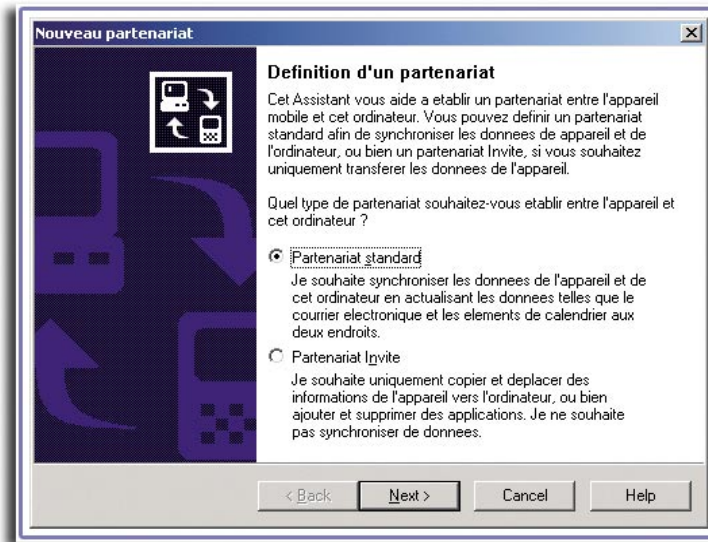 Nouveau partenariat
Definition d'un partenariat
Cet Assistant vous aide a etablir un partenariat entre l'appareil
mobile et cet ordinateur. Vous pouvez definir un partenariat
standard afin de synchroniser les donnees de appareil et de
l'ordinateur, ou bien un partenariat Invite, si vous souhaitez
uniquement transferer les donnees de l'appareil.
Quel type de partenariat souhaitez-vous etablir entre l'appareil et
cet ordinateur ?
Partenariat standard
Je souhaite synchroniser les donnees de l'appareil et de
cet ordinateur en actualisant les donnees telles que le
courrier electronique et les elements de calendrier aux
deux endroits.
Partenariat Invite
Je souhaite uniquement copier et deplacer des
informations de l'appareil vers l'ordinateur, ou bien
ajouter et supprimer des applications. Je ne souhaite
pas synchroniser de donnees.
< Back Next > Cancel Help